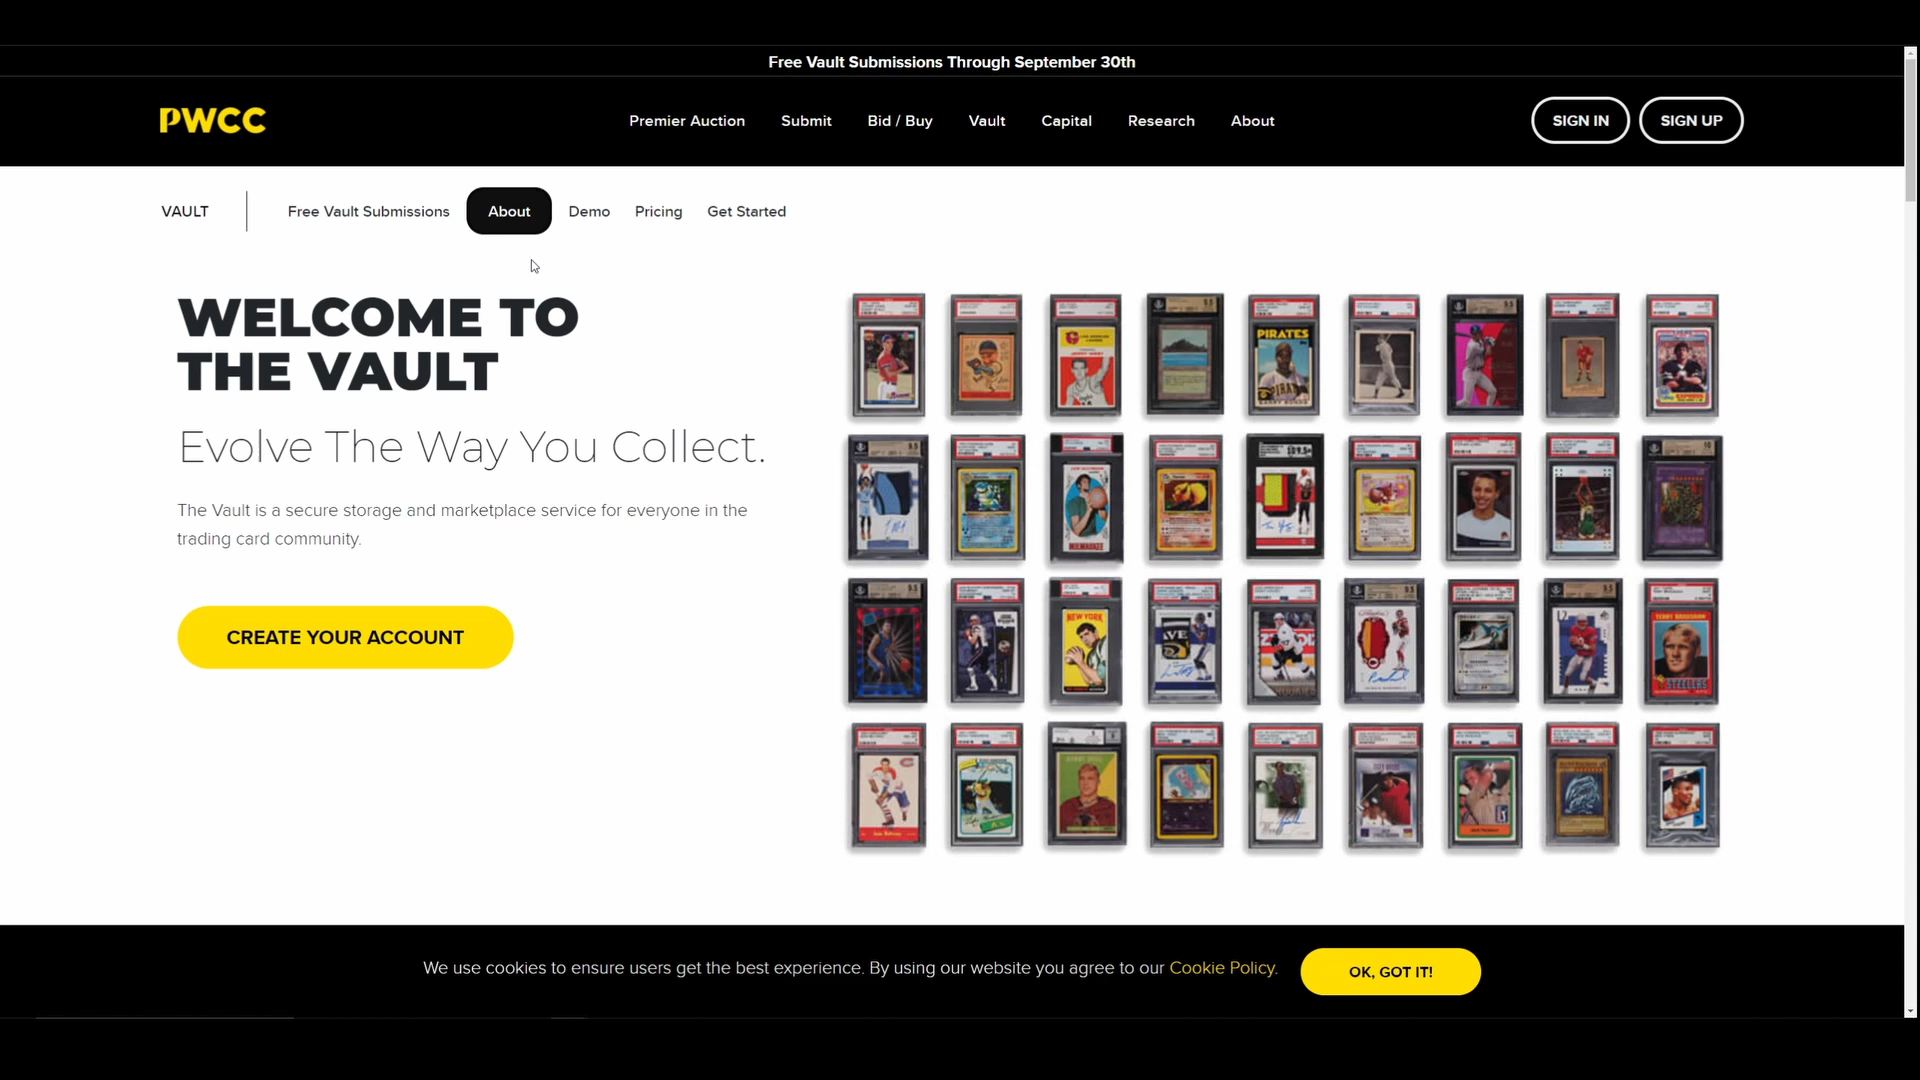 Free Vault Submissions Through September 30th
PWCC
Premier Auction Submit Bid / Buy Vault Capital Research About
SIGN IN SIGN UP
VAULT Free Vault Submissions About Demo Pricing Get Started
WELCOME TO
THE VAULT
Evolve The Way You Collect.
The Vault is a secure storage and marketplace service for everyone in the
trading card community.
CREATE YOUR ACCOUNT
PIRATES
MILWAUKEE
NEW YORK
TERRY BRADSHAW
STEELERS
We use cookies to ensure users get the best experience. By using our website you agree to our Cookie Policy.
OK, GOT IT!